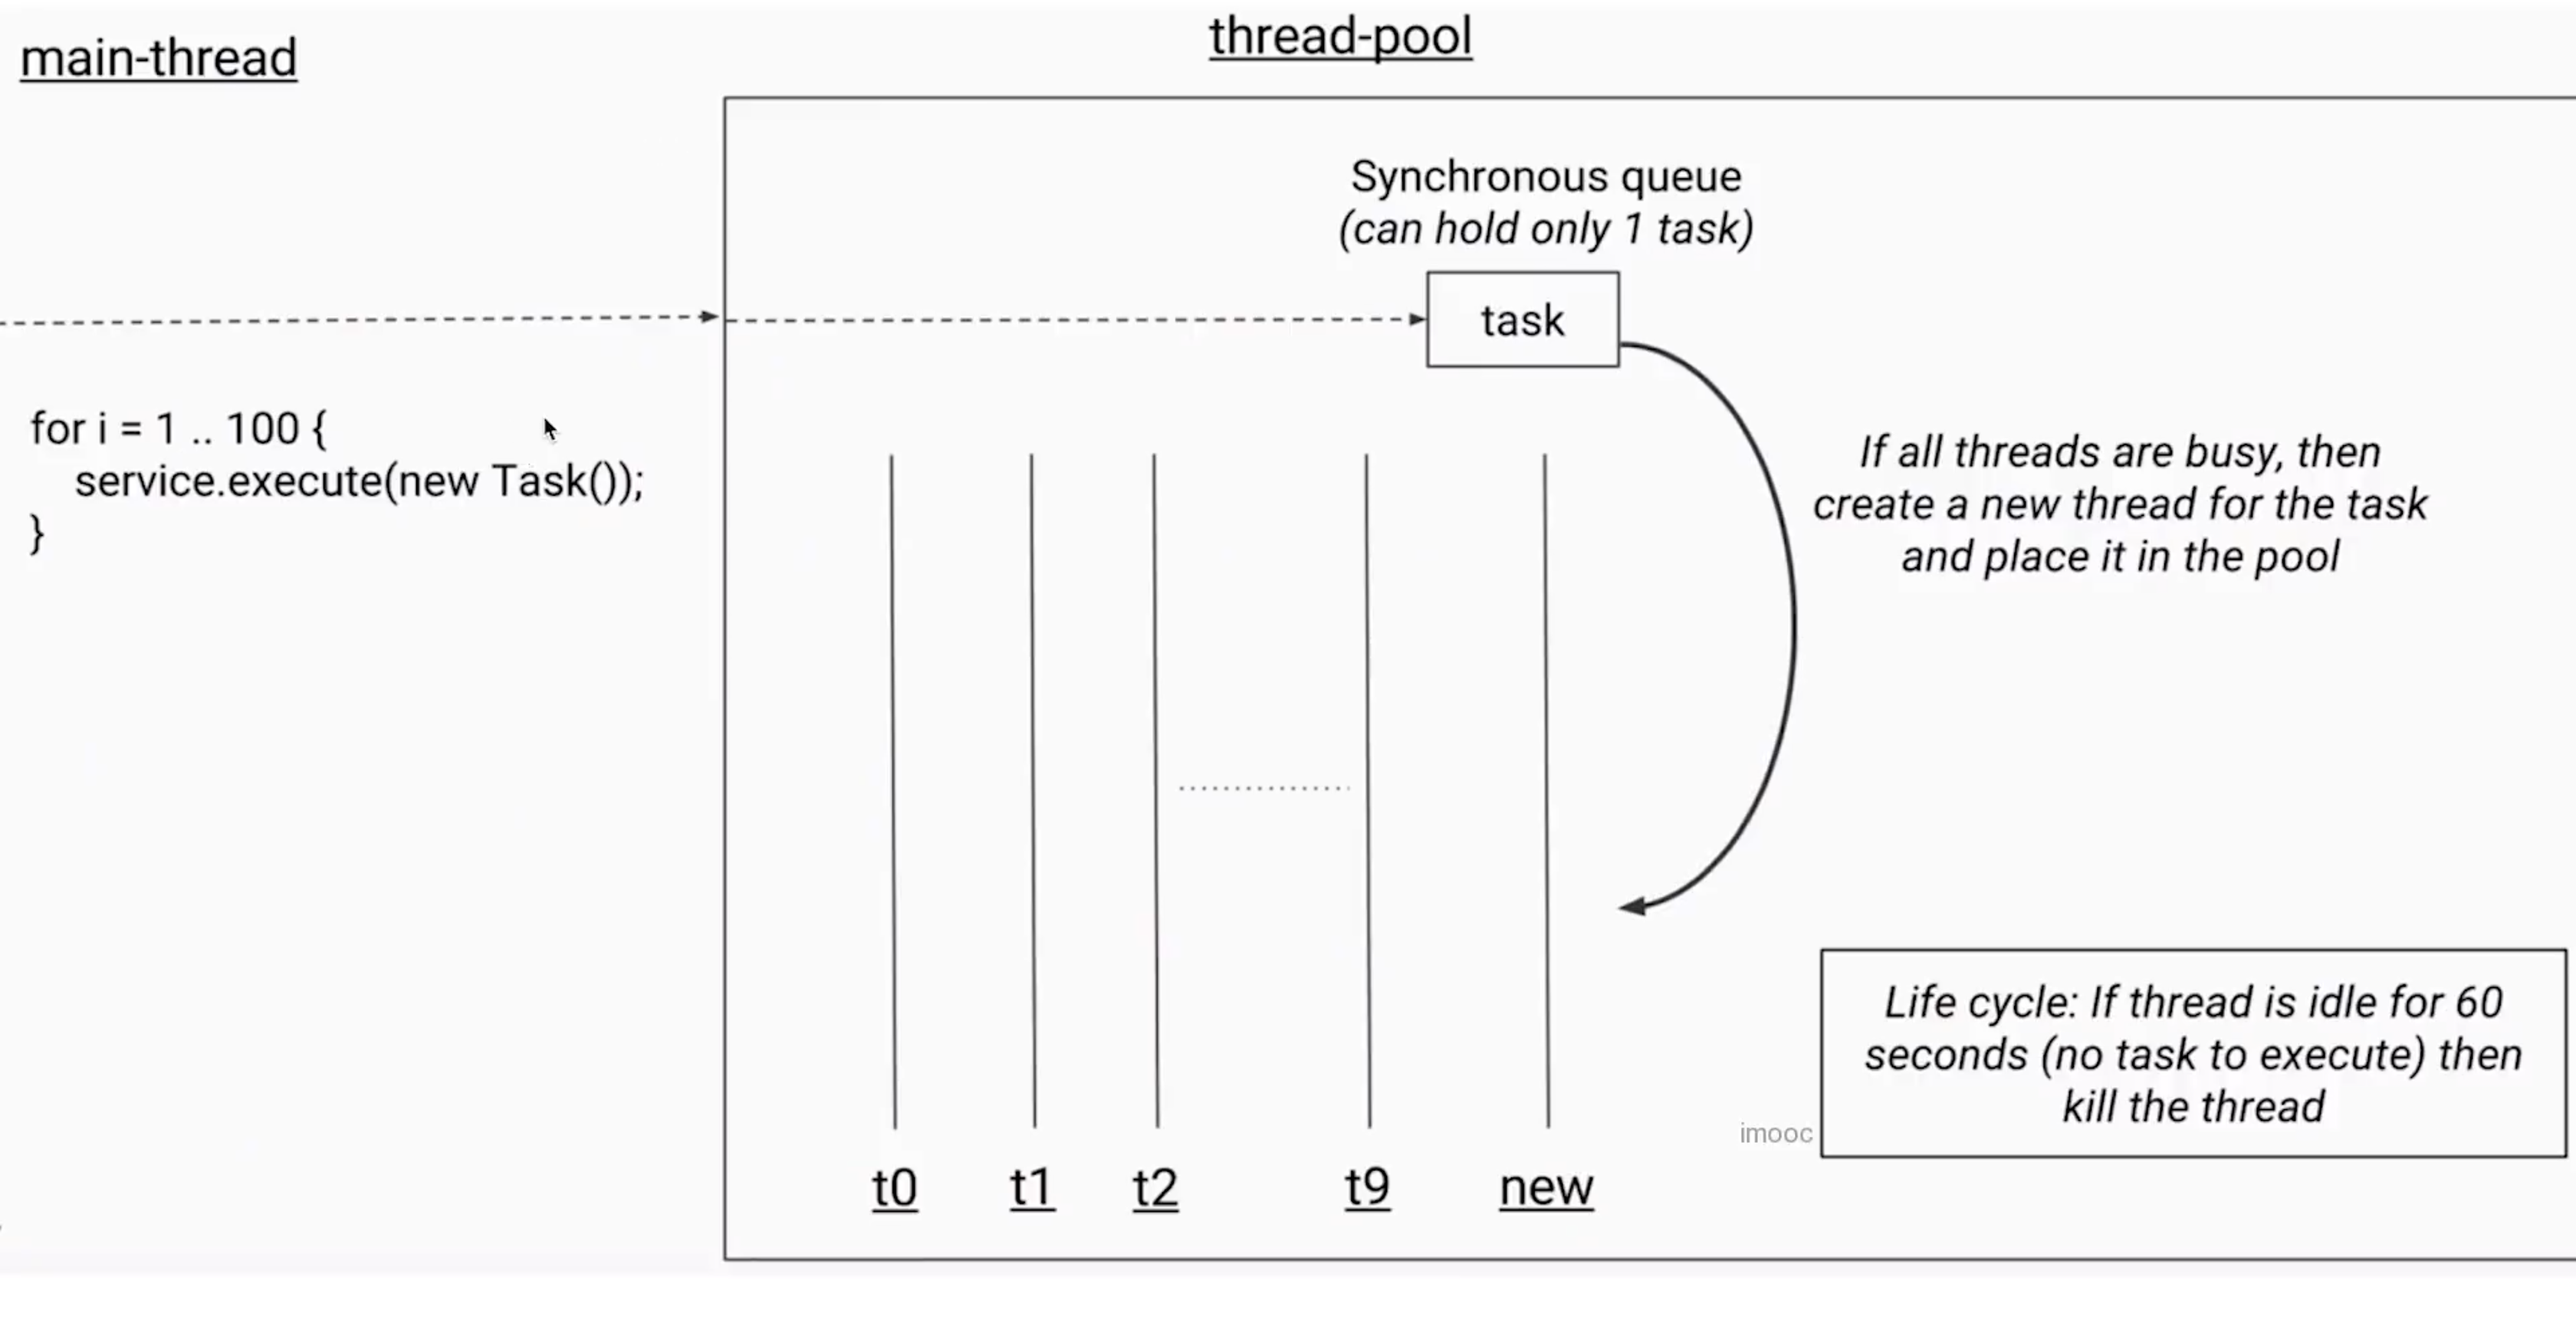 main-thread
thread-pool
Synchronous queue
(can hold only 1 task)
task
for i = 1 .. 100 {
service.execute(new Task());
}
If all threads are busy, then
create a new thread for the task
and place it in the pool
Life cycle: If thread is idle for 60
seconds (no task to execute) then
kill the thread
imooc
t0
t1
t2
t9
new